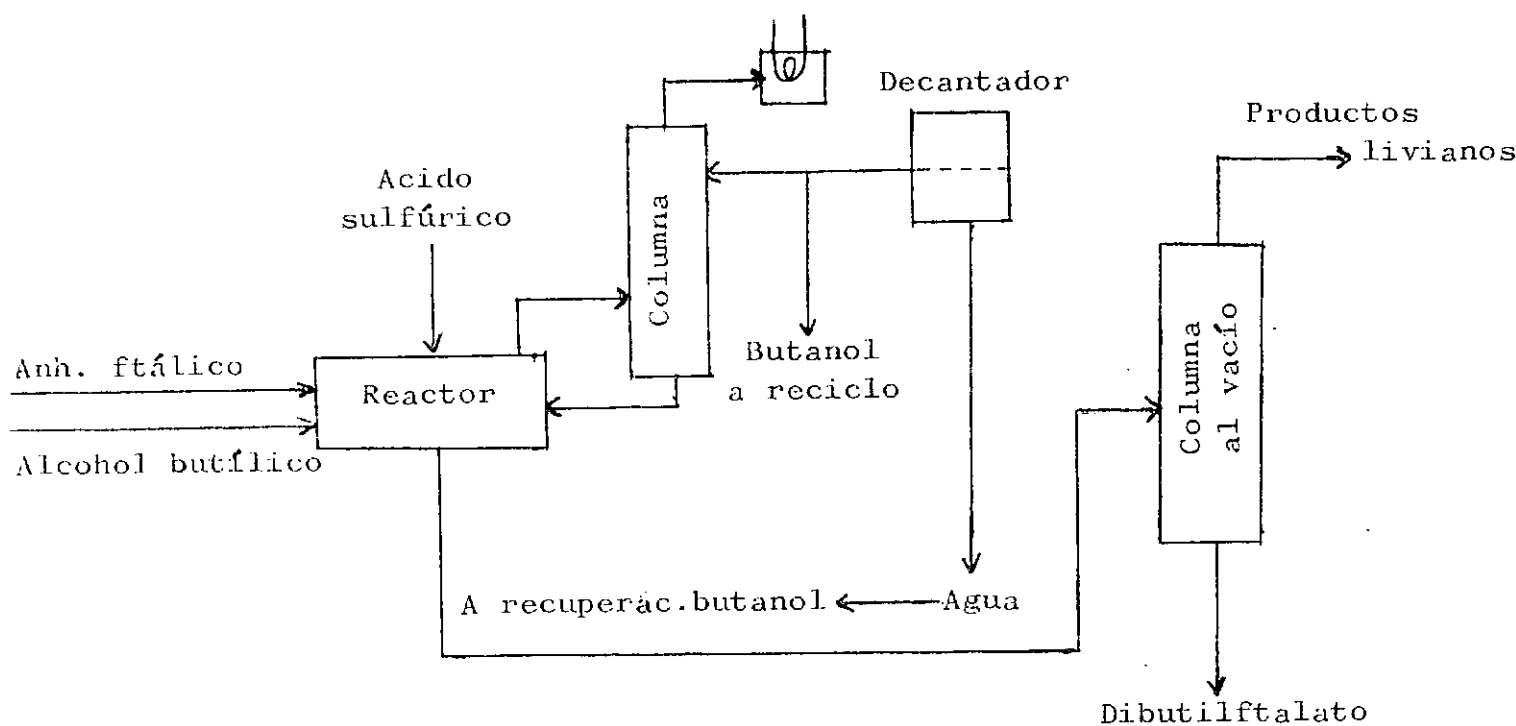 Decantador
Productos
livianos
Acido
sulfúrico
Columna
Anh. ftálico
Reactor
Butanol
a reciclo
Alcohol butílico
Columna
al vacío
A recuperac.butanol
Agua
Dibutilftalato